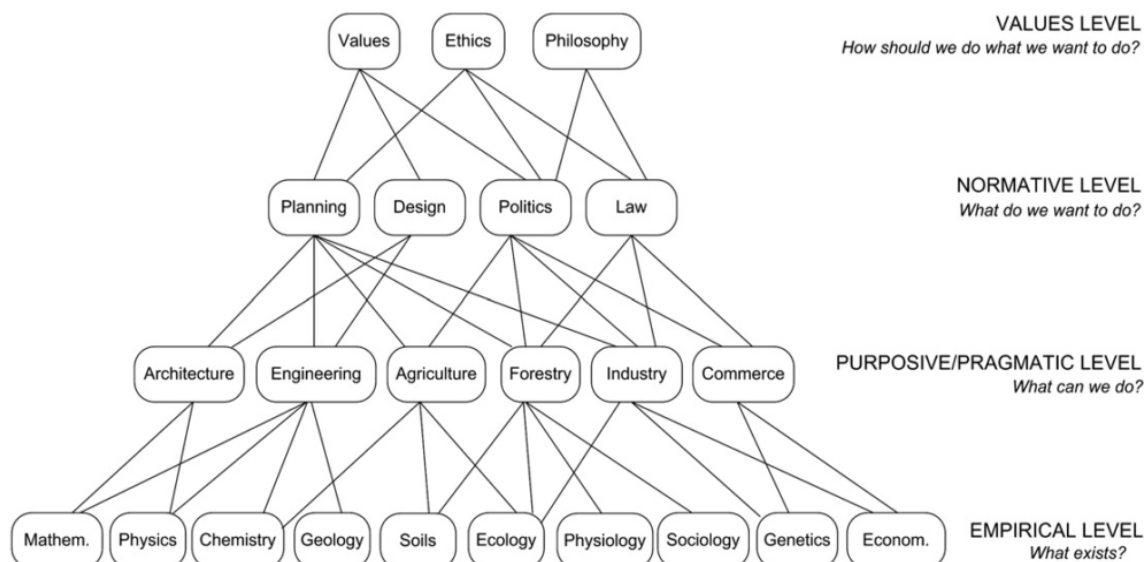 Values Ethics Philosophy VALUES LEVEL
How should we do what we want to do?
Planning Design Politics Law NORMATIVE LEVEL
What do we want to do?
Architecture Engineering Agriculture Forestry Industry Commerce PURPOSIVE/PRAGMATIC LEVEL
What can we do?
Mathem. Physics Chemistry Geology Soils Ecology Physiology Sociology Genetics Econom. EMPIRICAL LEVEL
What exists?